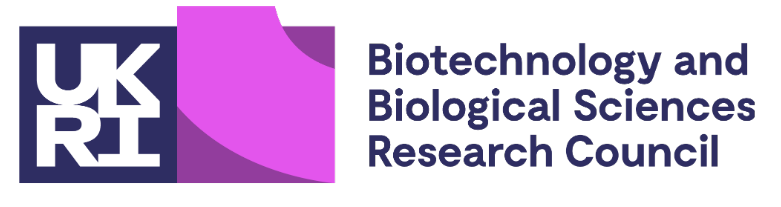 UK
RI
Biotechnology and
Biological Sciences
Research Council